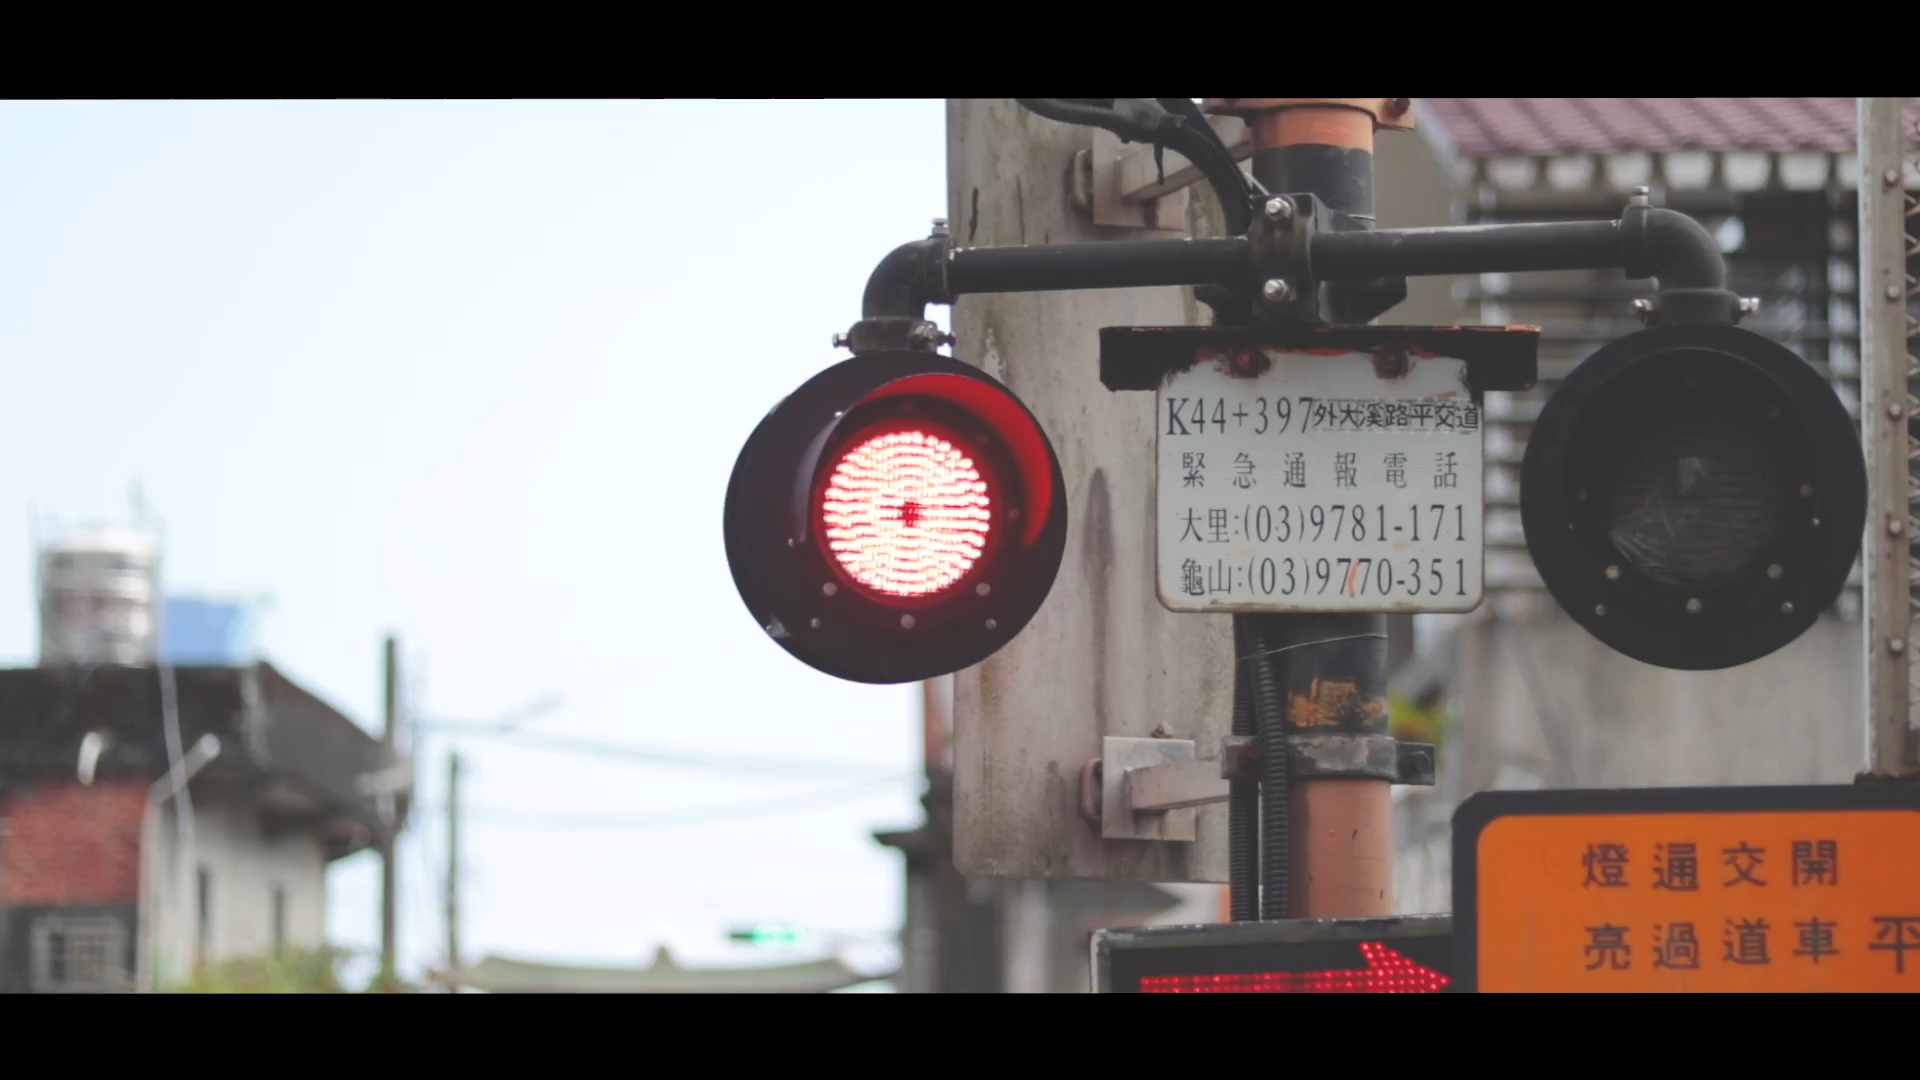 K44+397外大溪路平交道
緊急通報電話
大里:(03)9781-171
龜山:(03)9770-351
燈通交開
亮過道車平